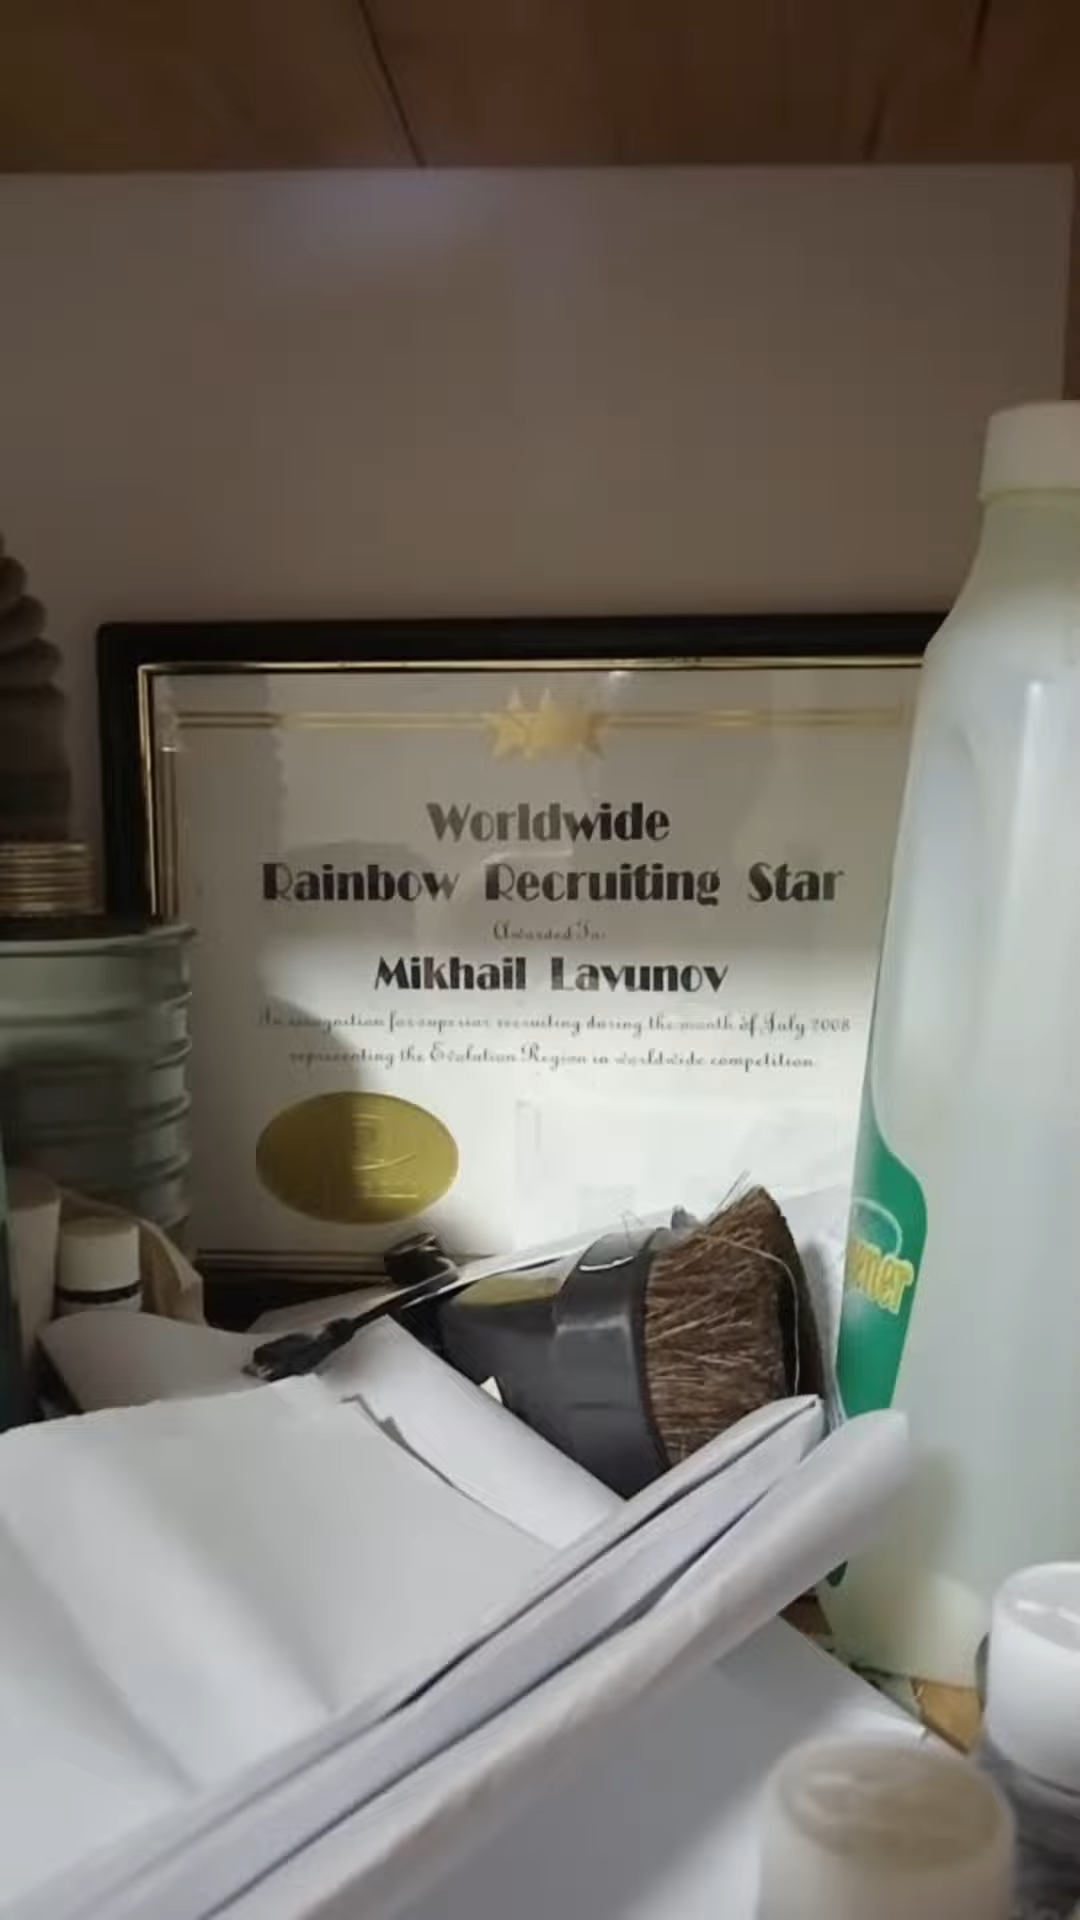 Worldwide
Rainbow Recruiting Star
Awarded To:
Mikhail Lavunov
In recognition for superior recruiting during the month of July 2008
representing the Evolution Region in worldwide competition.